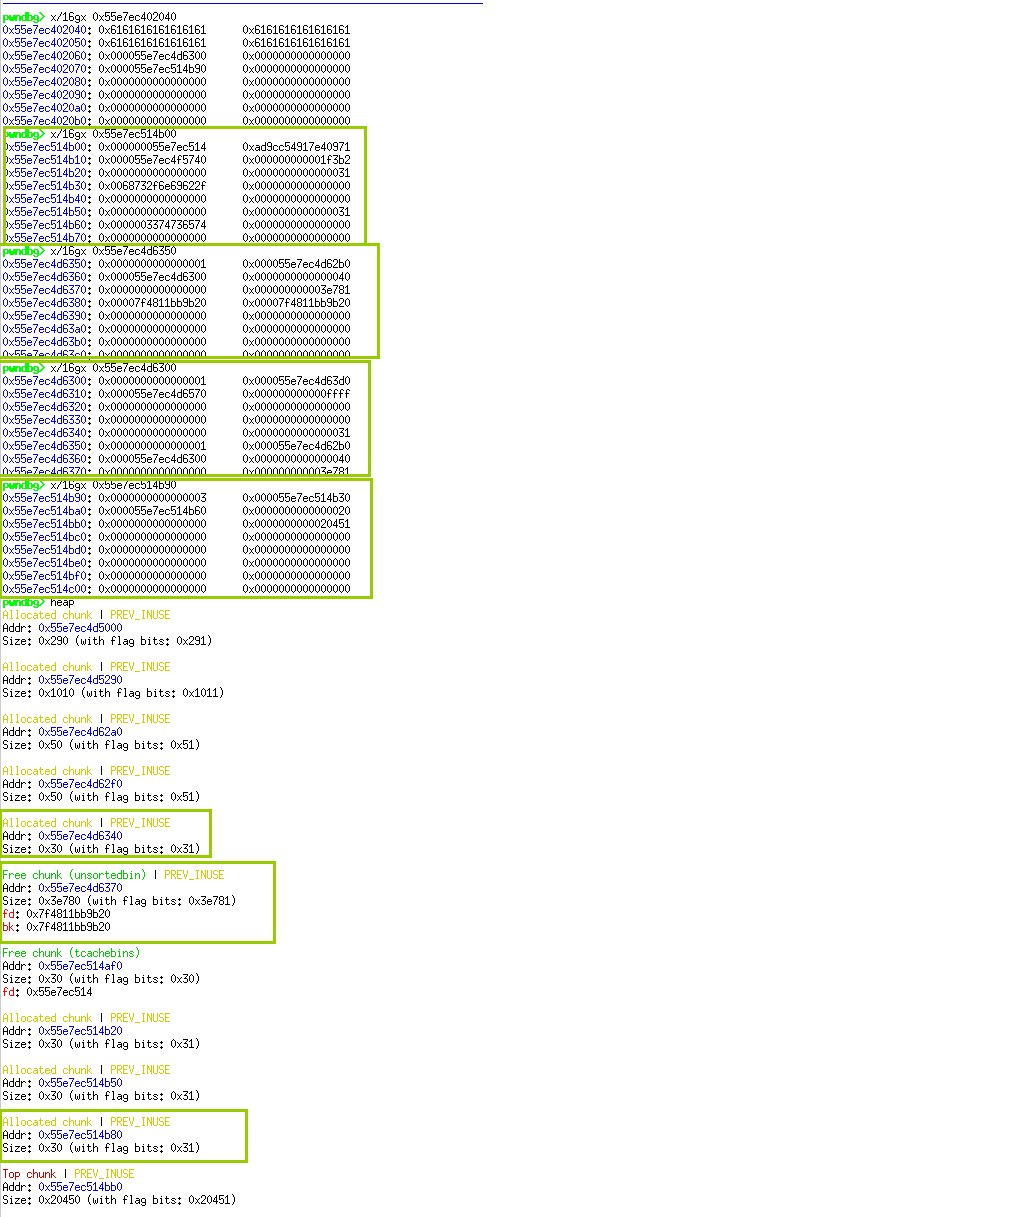 pwndbg> x/16gx 0x55e7ec402040
0x55e7ec402040: 0x6161616161616161 0x6161616161616161
0x55e7ec402050: 0x6161616161616161 0x6161616161616161
0x55e7ec402060: 0x000055e7ec4d6300 0x0000000000000000
0x55e7ec402070: 0x000055e7ec514b90 0x0000000000000000
0x55e7ec402080: 0x0000000000000000 0x0000000000000000
0x55e7ec402090: 0x0000000000000000 0x0000000000000000
0x55e7ec4020a0: 0x0000000000000000 0x0000000000000000
0x55e7ec4020b0: 0x0000000000000000 0x0000000000000000
pwndbg> x/16gx 0x55e7ec514b00
0x55e7ec514b00: 0x000000055e7ec514 0xad9cc54917e40971
0x55e7ec514b10: 0x000055e7ec4f5740 0x000000000001f3b2
0x55e7ec514b20: 0x0000000000000000 0x0000000000000031
0x55e7ec514b30: 0x0068732f6e69622f 0x0000000000000000
0x55e7ec514b40: 0x0000000000000000 0x0000000000000000
0x55e7ec514b50: 0x0000000000000000 0x0000000000000031
0x55e7ec514b60: 0x0000003374736574 0x0000000000000000
0x55e7ec514b70: 0x0000000000000000 0x0000000000000000
pwndbg> x/16gx 0x55e7ec4d6350
0x55e7ec4d6350: 0x0000000000000001 0x000055e7ec4d62b0
0x55e7ec4d6360: 0x000055e7ec4d6300 0x0000000000000040
0x55e7ec4d6370: 0x0000000000000000 0x000000000003e781
0x55e7ec4d6380: 0x00007f4811bb9b20 0x00007f4811bb9b20
0x55e7ec4d6390: 0x0000000000000000 0x0000000000000000
0x55e7ec4d63a0: 0x0000000000000000 0x0000000000000000
0x55e7ec4d63b0: 0x0000000000000000 0x0000000000000000
0x55e7ec4d63c0: 0x0000000000000000 0x0000000000000000
pwndbg> x/16gx 0x55e7ec4d6300
0x55e7ec4d6300: 0x0000000000000001 0x000055e7ec4d63d0
0x55e7ec4d6310: 0x000055e7ec4d6570 0x000000000000ffff
0x55e7ec4d6320: 0x0000000000000000 0x0000000000000000
0x55e7ec4d6330: 0x0000000000000000 0x0000000000000000
0x55e7ec4d6340: 0x0000000000000000 0x0000000000000031
0x55e7ec4d6350: 0x0000000000000001 0x000055e7ec4d62b0
0x55e7ec4d6360: 0x000055e7ec4d6300 0x0000000000000040
0x55e7ec4d6370: 0x0000000000000000 0x000000000003e781
pwndbg> x/16gx 0x55e7ec514b90
0x55e7ec514b90: 0x0000000000000003 0x000055e7ec514b30
0x55e7ec514ba0: 0x000055e7ec514b60 0x0000000000000020
0x55e7ec514bb0: 0x0000000000000000 0x0000000000020451
0x55e7ec514bc0: 0x0000000000000000 0x0000000000000000
0x55e7ec514bd0: 0x0000000000000000 0x0000000000000000
0x55e7ec514be0: 0x0000000000000000 0x0000000000000000
0x55e7ec514bf0: 0x0000000000000000 0x0000000000000000
0x55e7ec514c00: 0x0000000000000000 0x0000000000000000
pwndbg> heap
Allocated chunk | PREV_INUSE
Addr: 0x55e7ec4d5000
Size: 0x290 (with flag bits: 0x291)
Allocated chunk | PREV_INUSE
Addr: 0x55e7ec4d5290
Size: 0x1010 (with flag bits: 0x1011)
Allocated chunk | PREV_INUSE
Addr: 0x55e7ec4d62a0
Size: 0x50 (with flag bits: 0x51)
Allocated chunk | PREV_INUSE
Addr: 0x55e7ec4d62f0
Size: 0x50 (with flag bits: 0x51)
Allocated chunk | PREV_INUSE
Addr: 0x55e7ec4d6340
Size: 0x30 (with flag bits: 0x31)
Free chunk (unsortedbin) | PREV_INUSE
Addr: 0x55e7ec4d6370
Size: 0x3e780 (with flag bits: 0x3e781)
fd: 0x7f4811bb9b20
bk: 0x7f4811bb9b20
Free chunk (tcachebins)
Addr: 0x55e7ec514af0
Size: 0x30 (with flag bits: 0x30)
fd: 0x55e7ec514
Allocated chunk | PREV_INUSE
Addr: 0x55e7ec514b20
Size: 0x30 (with flag bits: 0x31)
Allocated chunk | PREV_INUSE
Addr: 0x55e7ec514b50
Size: 0x30 (with flag bits: 0x31)
Allocated chunk | PREV_INUSE
Addr: 0x55e7ec514b80
Size: 0x30 (with flag bits: 0x31)
Top chunk | PREV_INUSE
Addr: 0x55e7ec514bb0
Size: 0x20450 (with flag bits: 0x20451)